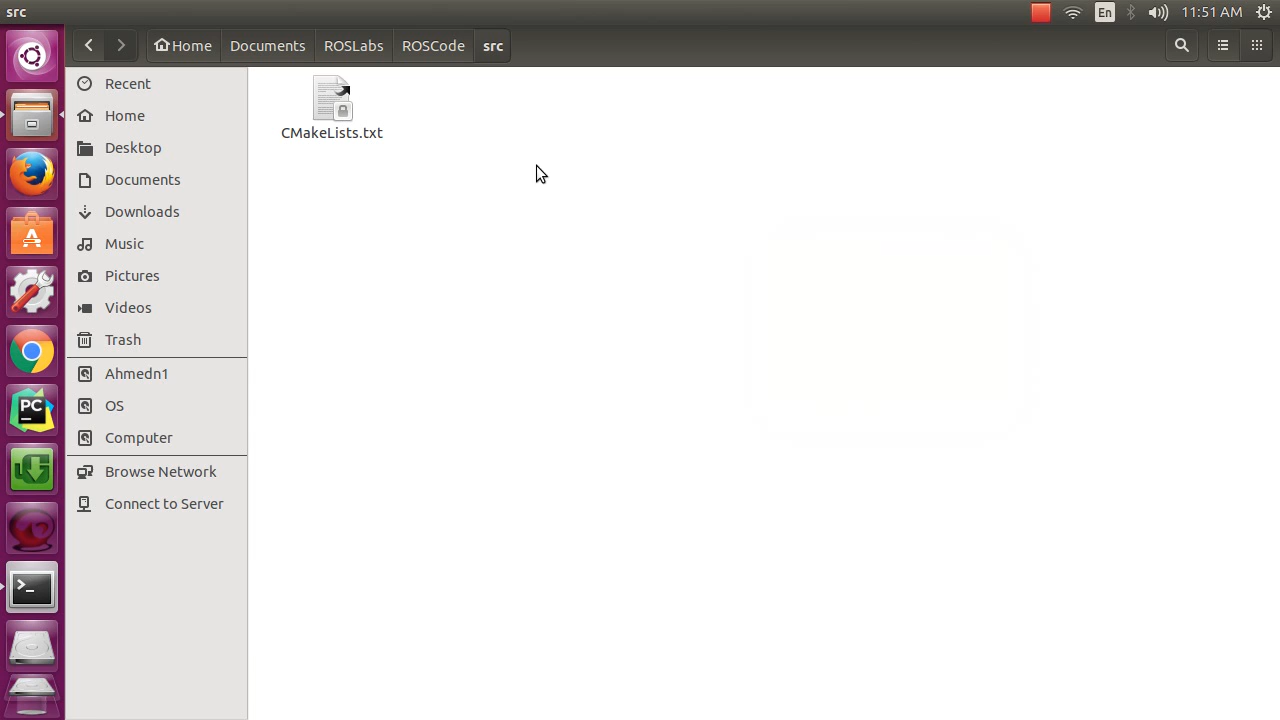 src
En
11:51 AM
Home
Documents
ROSLabs
ROSCode
src
Recent
Home
Desktop
Documents
Downloads
Music
Pictures
Videos
Trash
Ahmedn1
OS
Computer
Browse Network
Connect to Server
CMakeLists.txt
PC
>_